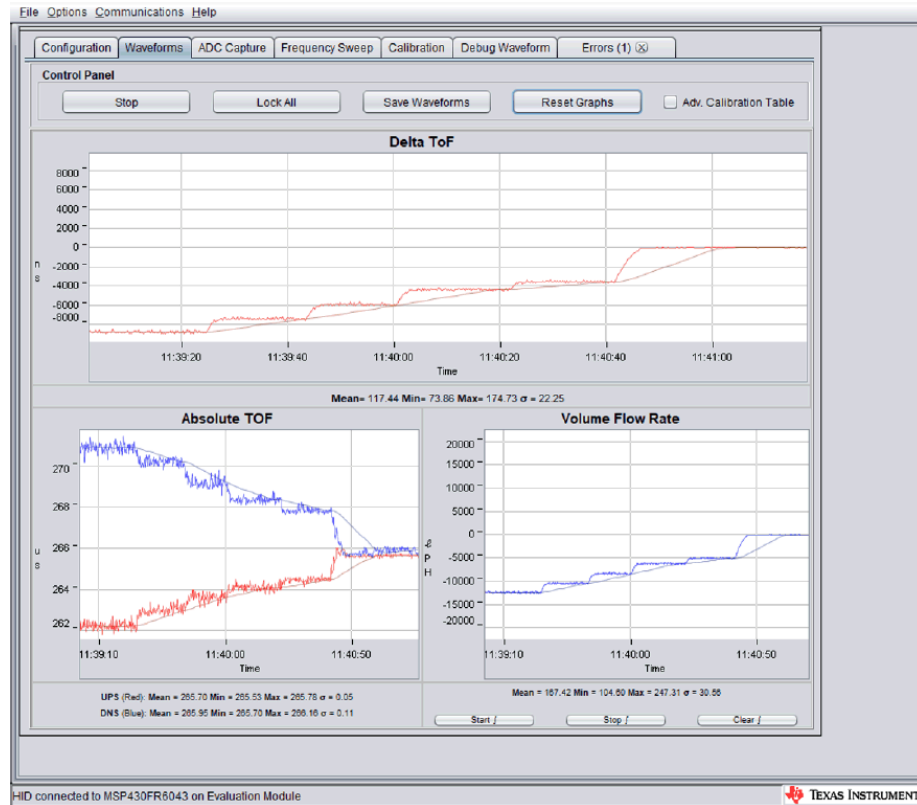 File Options Communications Help
Configuration Waveforms ADC Capture Frequency Sweep Calibration Debug Waveform Errors (1)
Control Panel
Stop Lock All Save Waveforms Reset Graphs Adv. Calibration Table
Delta ToF
8000
6000
4000
2000
0
-2000
-4000
-6000
-8000
n s
11:39:20 11:39:40 11:40:00 11:40:20 11:40:40 11:41:00
Time
Mean= 117.44 Min= 73.86 Max= 174.73 σ = 22.25
Absolute TOF
270
268
266
264
262
u s
11:39:10 11:40:00 11:40:50
Time
UPS (Red): Mean = 265.70 Min = 265.53 Max = 265.78 σ = 0.05
DNS (Blue): Mean = 265.95 Min = 265.70 Max = 266.16 σ = 0.11
Volume Flow Rate
20000
15000
10000
5000
0
-5000
-10000
-15000
-20000
P H
11:39:10 11:40:00 11:40:50
Time
Mean = 167.42 Min = 104.60 Max = 247.31 σ = 30.56
Start ∫ Stop ∫ Clear ∫
HID connected to MSP430FR6043 on Evaluation Module
TEXAS INSTRUMENT